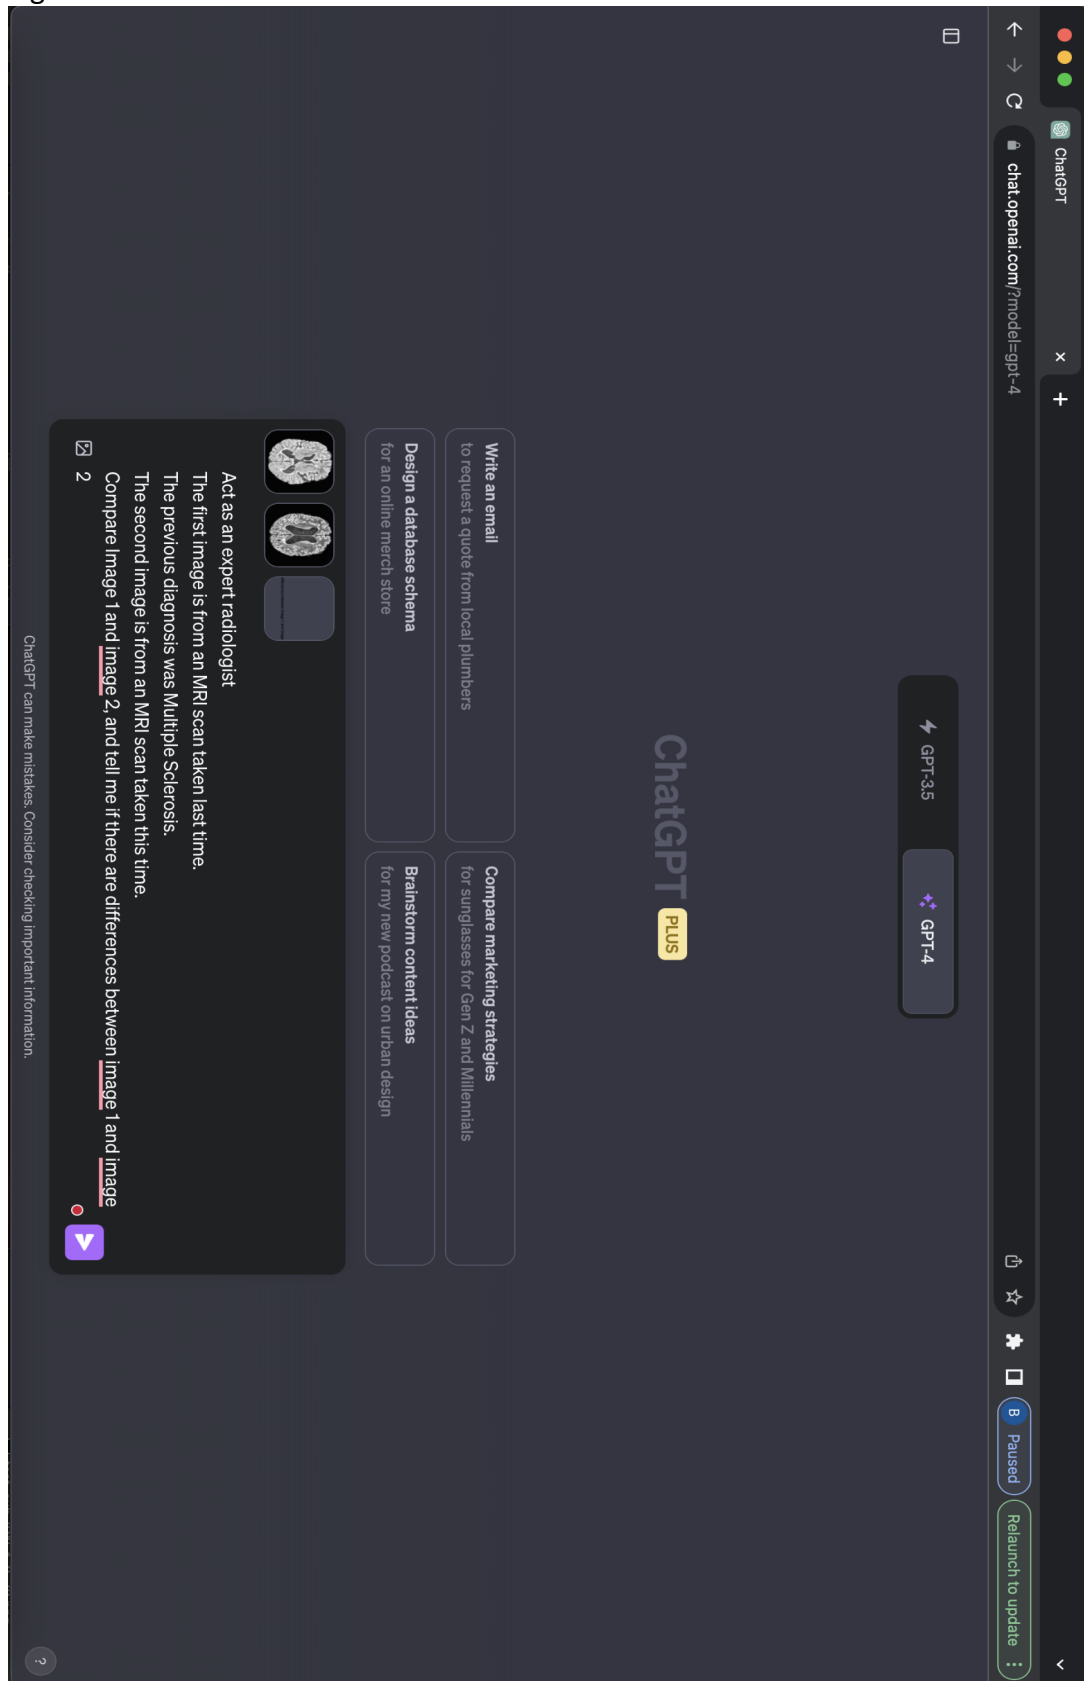 ChatGPT
chat.openai.com/?model=gpt-4
B Paused
Relaunch to update
GPT-3.5
GPT-4
ChatGPT PLUS
Write an email
to request a quote from local plumbers
Compare marketing strategies
for sunglasses for Gen Z and Millennials
Design a database schema
for an online merch store
Brainstorm content ideas
for my new podcast on urban design
Act as an expert radiologist
The first image is from an MRI scan taken last time.
The previous diagnosis was Multiple Sclerosis.
The second image is from an MRI scan taken this time.
Compare Image 1 and image 2, and tell me if there are differences between image 1 and image
2
ChatGPT can make mistakes. Consider checking important information.
?